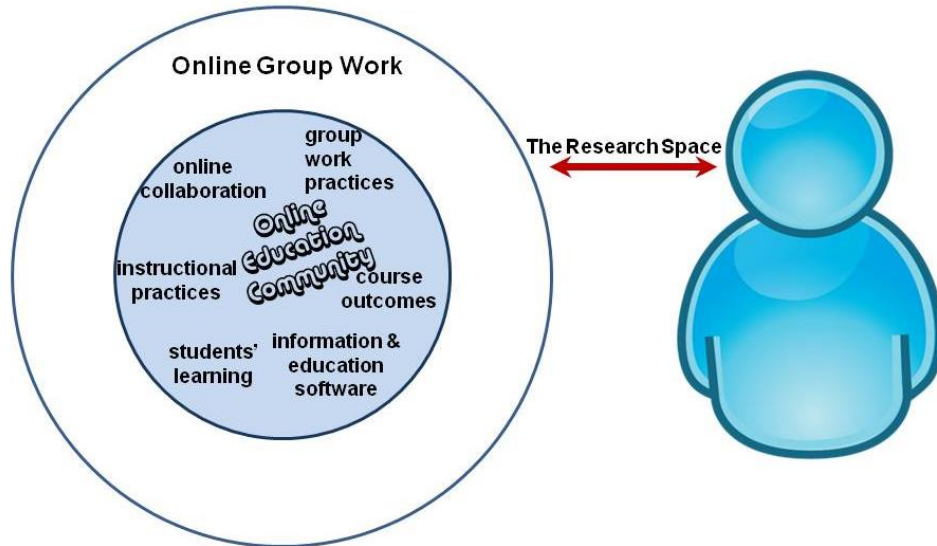 Online Group Work
The Research Space
online
collaboration
group
work
practices
Online
Education
Community
instructional
practices
course
outcomes
students'
learning
information &
education
software